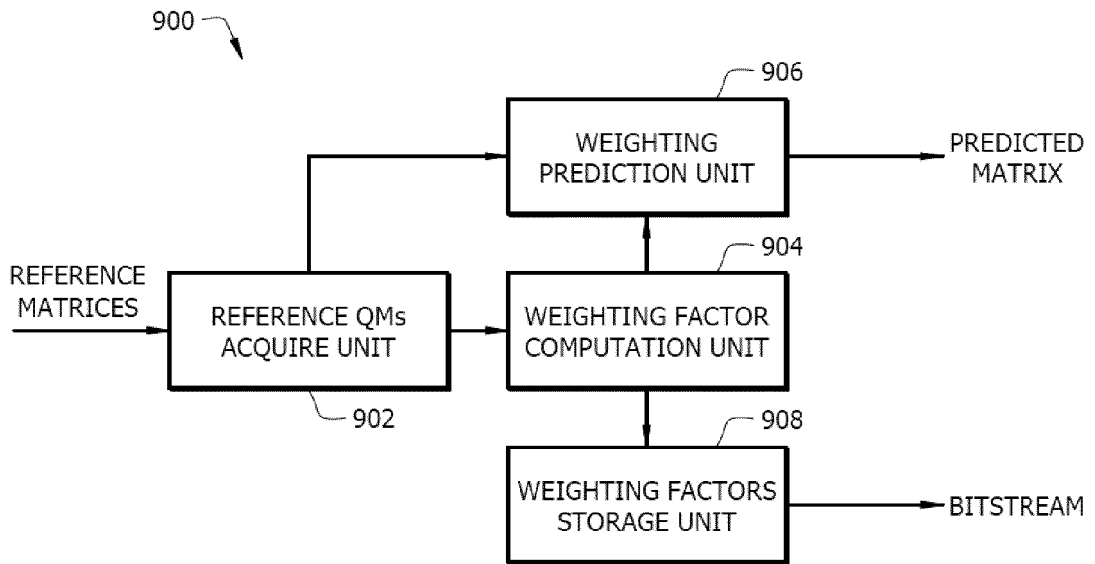 900
906
WEIGHTING
PREDICTION UNIT
PREDICTED
MATRIX
904
REFERENCE
MATRICES
REFERENCE QMs
ACQUIRE UNIT
WEIGHTING FACTOR
COMPUTATION UNIT
902
908
WEIGHTING FACTORS
STORAGE UNIT
BITSTREAM